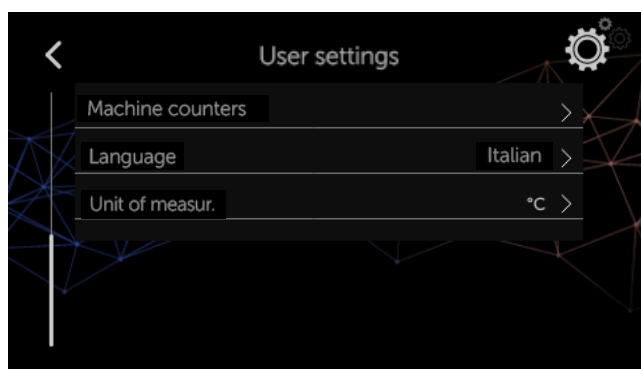 User settings
Machine counters
Language Italian
Unit of measur. °C